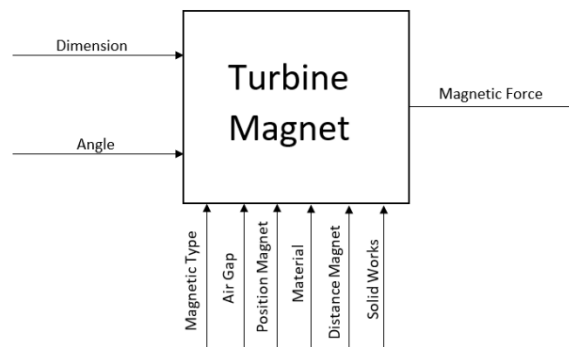 Dimension
Turbine
Magnet
Magnetic Force
Angle
Magnetic Type
Air Gap
Position Magnet
Material
Distance Magnet
Solid Works